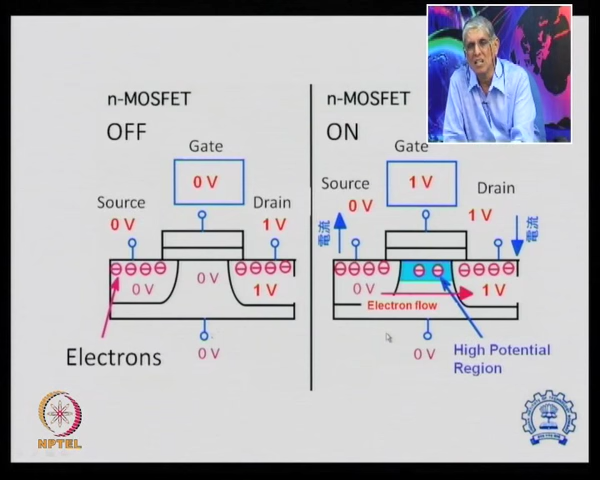 n-MOSFET
OFF
Gate
0 V
Source
0 V
Drain
1 V
0 V
0 V
1 V
Electrons
0 V
n-MOSFET
ON
Gate
1 V
Source
0 V
Drain
1 V
電流
電流
0 V
1 V
Electron flow
0 V
High Potential
Region
NPTEL